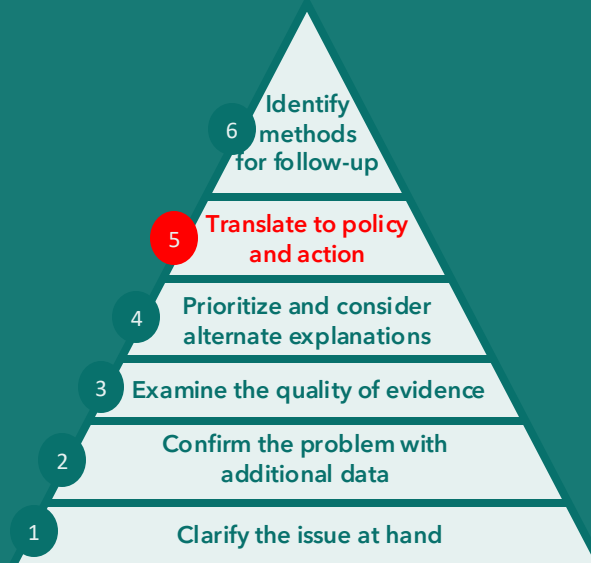 6
Identify
methods
for follow-up
5
Translate to policy
and action
4
Prioritize and consider
alternate explanations
3
Examine the quality of evidence
2
Confirm the problem with
additional data
1
Clarify the issue at hand